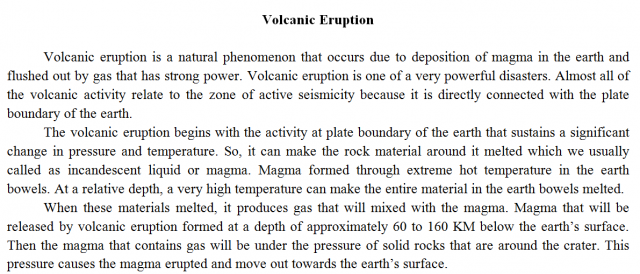 Volcanic Eruption
Volcanic eruption is a natural phenomenon that occurs due to deposition of magma in the earth and
flushed out by gas that has strong power. Volcanic eruption is one of a very powerful disasters. Almost all of
the volcanic activity relate to the zone of active seismicity because it is directly connected with the plate
boundary of the earth.
The volcanic eruption begins with the activity at plate boundary of the earth that sustains a significant
change in pressure and temperature. So, it can make the rock material around it melted which we usually
called as incandescent liquid or magma. Magma formed through extreme hot temperature in the earth
bowels. At a relative depth, a very high temperature can make the entire material in the earth bowels melted.
When these materials melted, it produces gas that will mixed with the magma. Magma that will be
released by volcanic eruption formed at a depth of approximately 60 to 160 KM below the earth's surface.
Then the magma that contains gas will be under the pressure of solid rocks that are around the crater. This
pressure causes the magma erupted and move out towards the earth's surface.